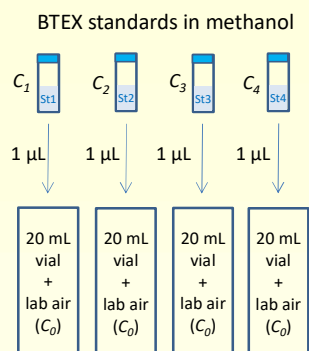 BTEX standards in methanol
C1 C2 C3 C4
St1 St2 St3 St4
1 µL 1 µL 1 µL 1 µL
20 mL 20 mL 20 mL 20 mL
vial vial vial vial
+ + + +
lab air lab air lab air lab air
(C0) (C0) (C0) (C0)